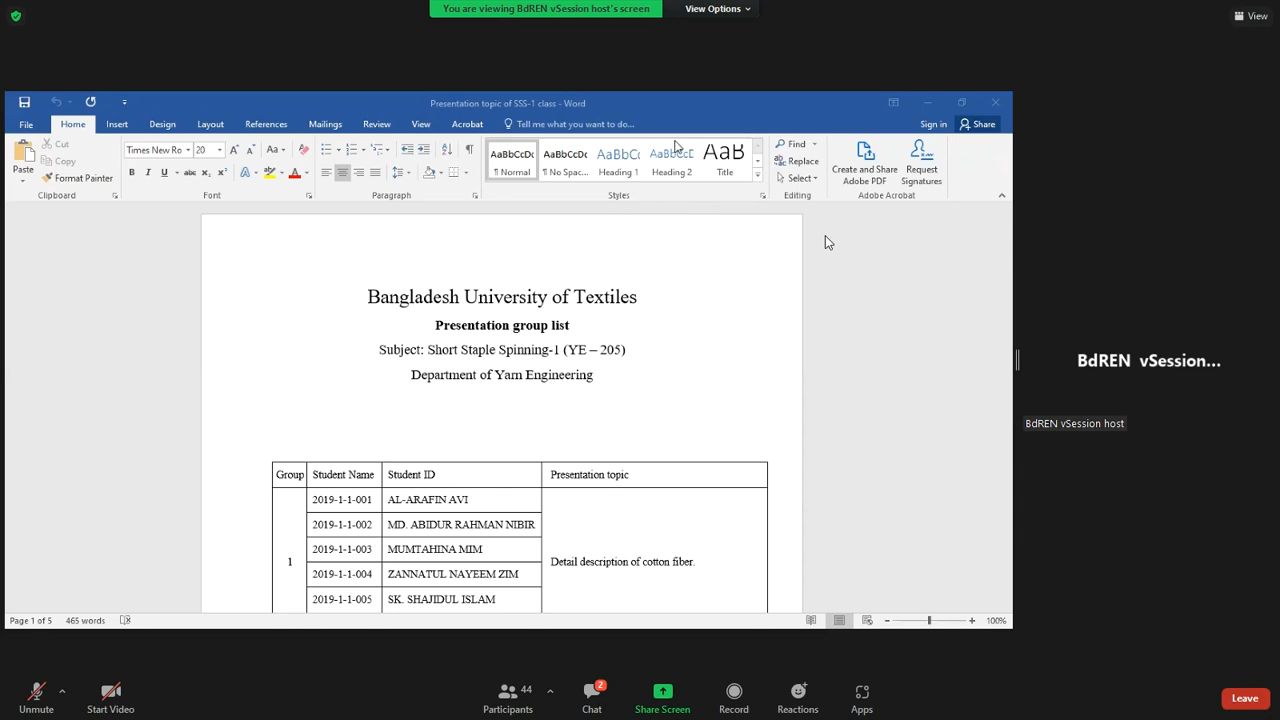 You are viewing BdREN vSession host's screen
View Options
View
Presentation topic of SSS-1 class - Word
File Home Insert Design Layout References Mailings Review View Acrobat Tell me what you want to do... Sign in Share
Paste
Cut
Copy
Format Painter
Clipboard
Times New Ro 20 Aa
B I U abc X₂ X² A
Font
Paragraph
AaBbCcDc AaBbCcDc AaBbCc AaBbCcD AaB
¶ Normal ¶ No Spac... Heading 1 Heading 2 Title
Styles
Find
Replace
Select
Editing
Create and Share Adobe PDF
Request Signatures
Adobe Acrobat
Bangladesh University of Textiles
Presentation group list
Subject: Short Staple Spinning-1 (YE – 205)
Department of Yarn Engineering
Group Student Name Student ID Presentation topic
2019-1-1-001 AL-ARAFIN AVI
2019-1-1-002 MD. ABIDUR RAHMAN NIBIR
2019-1-1-003 MUMTAHINA MIM
1 Detail description of cotton fiber.
2019-1-1-004 ZANNATUL NAYEEM ZIM
2019-1-1-005 SK. SHAJIDUL ISLAM
Page 1 of 5 465 words 100%
BdREN vSession...
BdREN vSession host
Unmute Start Video Participants 44 Chat 2 Share Screen Record Reactions Apps Leave